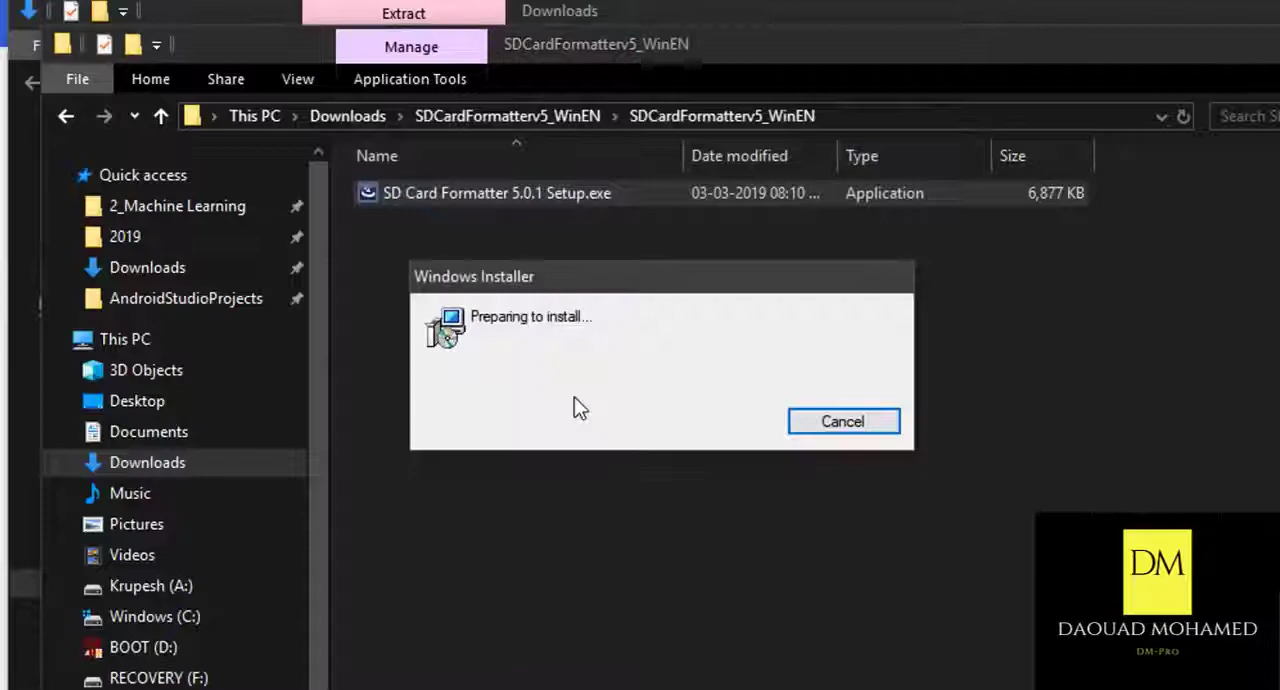 Extract
Downloads
F
Manage
SDCardFormatterv5_WinEN
File
Home
Share
View
Application Tools
This PC
Downloads
SDCardFormatterv5_WinEN
SDCardFormatterv5_WinEN
Name
Date modified
Type
Size
SD Card Formatter 5.0.1 Setup.exe
03-03-2019 08:10 ...
Application
6,877 KB
Quick access
2_Machine Learning
2019
Downloads
AndroidStudioProjects
This PC
3D Objects
Desktop
Documents
Downloads
Music
Pictures
Videos
Krupesh (A:)
Windows (C:)
BOOT (D:)
RECOVERY (F:)
Windows Installer
Preparing to install...
Cancel
DM
DAOUAD MOHAMED
DM-PRO